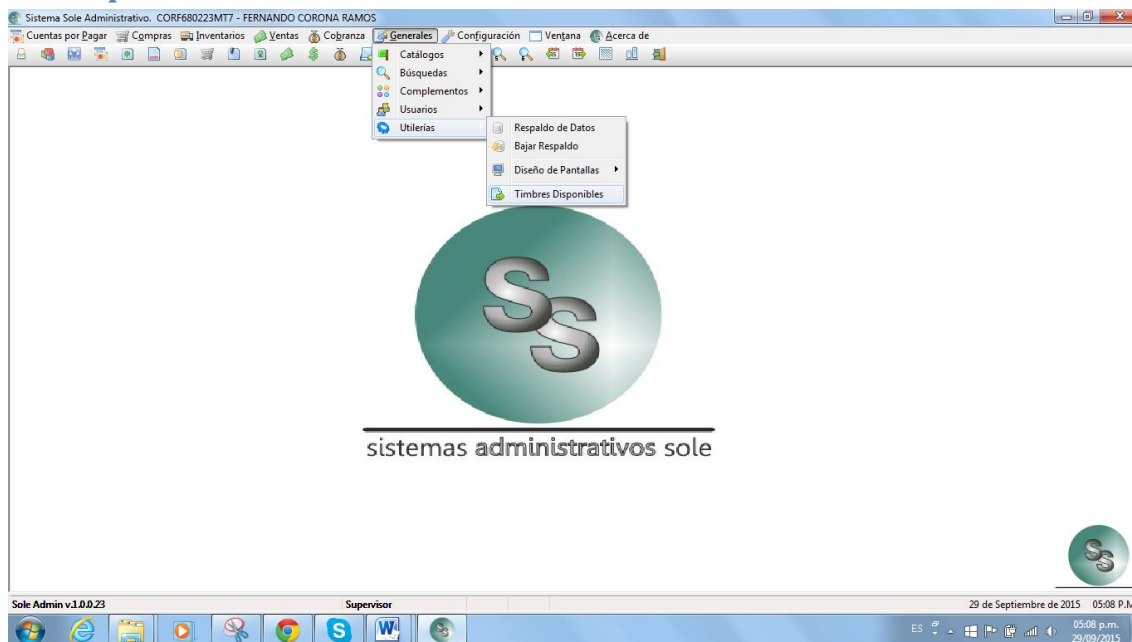 Sistema Sole Administrativo. CORF680223MT7 - FERNANDO CORONA RAMOS
Cuentas por Pagar Compras Inventarios Ventas Cobranza Generales Configuración Ventana Acerca de
Catálogos
Búsquedas
Complementos
Usuarios
Utilerías
Respaldo de Datos
Bajar Respaldo
Diseño de Pantallas
Timbres Disponibles
SS
sistemas administrativos sole
SS
Sole Admin v.1.0.0.23 Supervisor 29 de Septiembre de 2015 05:08 P.M
ES 05:08 p.m.
29/09/2015